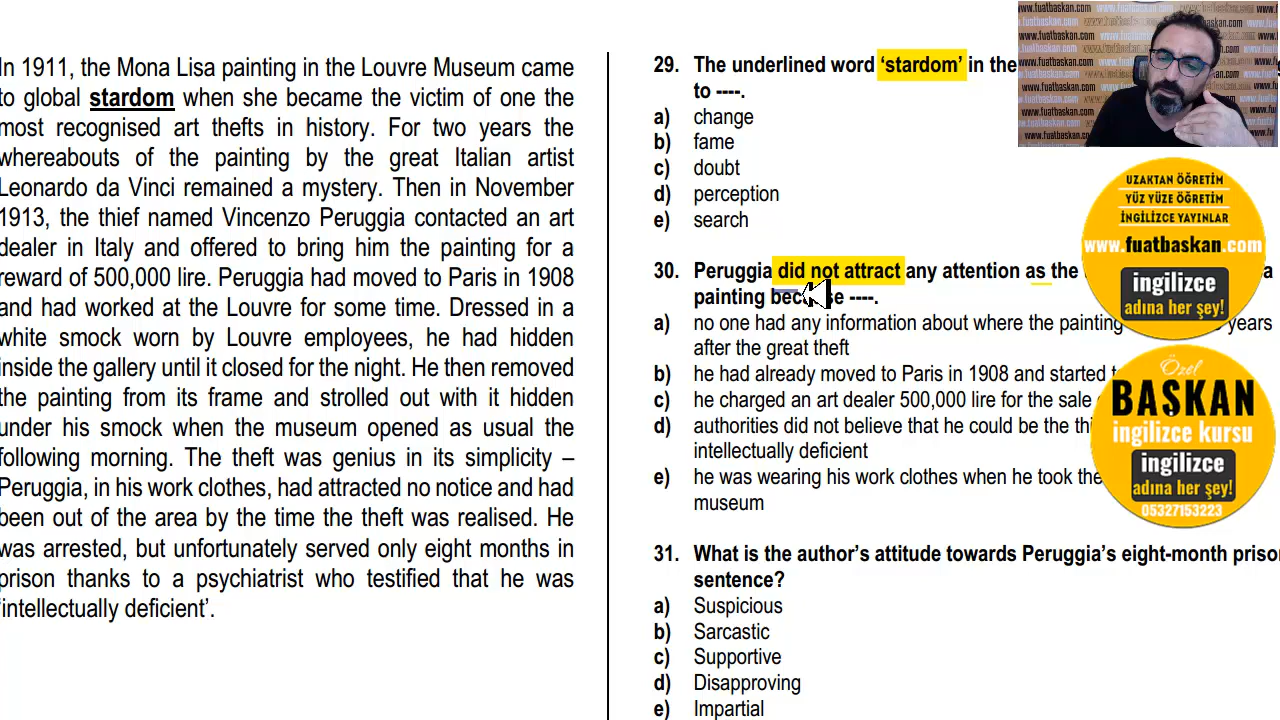 In 1911, the Mona Lisa painting in the Louvre Museum came
to global stardom when she became the victim of one the
most recognised art thefts in history. For two years the
whereabouts of the painting by the great Italian artist
Leonardo da Vinci remained a mystery. Then in November
1913, the thief named Vincenzo Peruggia contacted an art
dealer in Italy and offered to bring him the painting for a
reward of 500,000 lire. Peruggia had moved to Paris in 1908
and had worked at the Louvre for some time. Dressed in a
white smock worn by Louvre employees, he had hidden
inside the gallery until it closed for the night. He then removed
the painting from its frame and strolled out with it hidden
under his smock when the museum opened as usual the
following morning. The theft was genius in its simplicity –
Peruggia, in his work clothes, had attracted no notice and had
been out of the area by the time the theft was realised. He
was arrested, but unfortunately served only eight months in
prison thanks to a psychiatrist who testified that he was
'intellectually deficient'.
29. The underlined word 'stardom' in the
to ----.
a) change
b) fame
c) doubt
d) perception
e) search
30. Peruggia did not attract any attention as the a
painting because ----.
a) no one had any information about where the painting years
after the great theft
b) he had already moved to Paris in 1908 and started
c) he charged an art dealer 500,000 lire for the sale
d) authorities did not believe that he could be the
intellectually deficient
e) he was wearing his work clothes when he took the
museum
31. What is the author's attitude towards Peruggia's eight-month
sentence?
a) Suspicious
b) Sarcastic
c) Supportive
d) Disapproving
e) Impartial
www.fuatbaskan.com
UZAKTAN ÖĞRETİM
YÜZ YÜZE ÖĞRETİM
İNGİLİZCE YAYINLAR
www.fuatbaskan.com
ingilizce
adına her şey!
Özel
BAŞKAN
ingilizce kursu
ingilizce
adına her şey!
05327153223